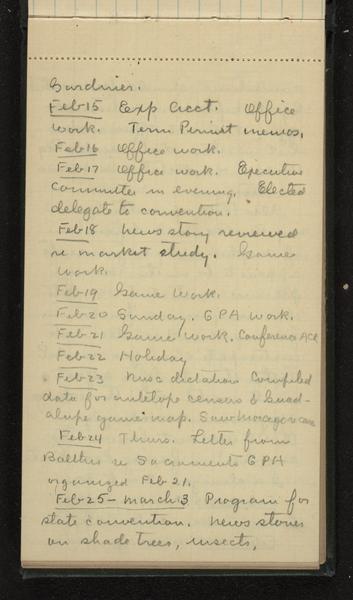 Gardiner.
Feb 15 Exp Acct. Office
work. Term Permit memos.
Feb 16 Office work.
Feb 17 Office work. Executive
Committee in evening. Elected
delegate to convention.
Feb 18 News story reviewed
re market study. Game
work.
Feb 19 Game Work.
Feb 20 Sunday. GPA work.
Feb 21 Game work. Conference ACR
Feb 22 Holiday
Feb 23 Misc dictation Compiled
data for antelope census & Guad-
alupe game map. Saw
Feb 24 Thurs. Letter from
re Sacramento GPA
organized Feb 21.
Feb 25 - March 3 Program for
state convention. News stories
on shade trees, insects,